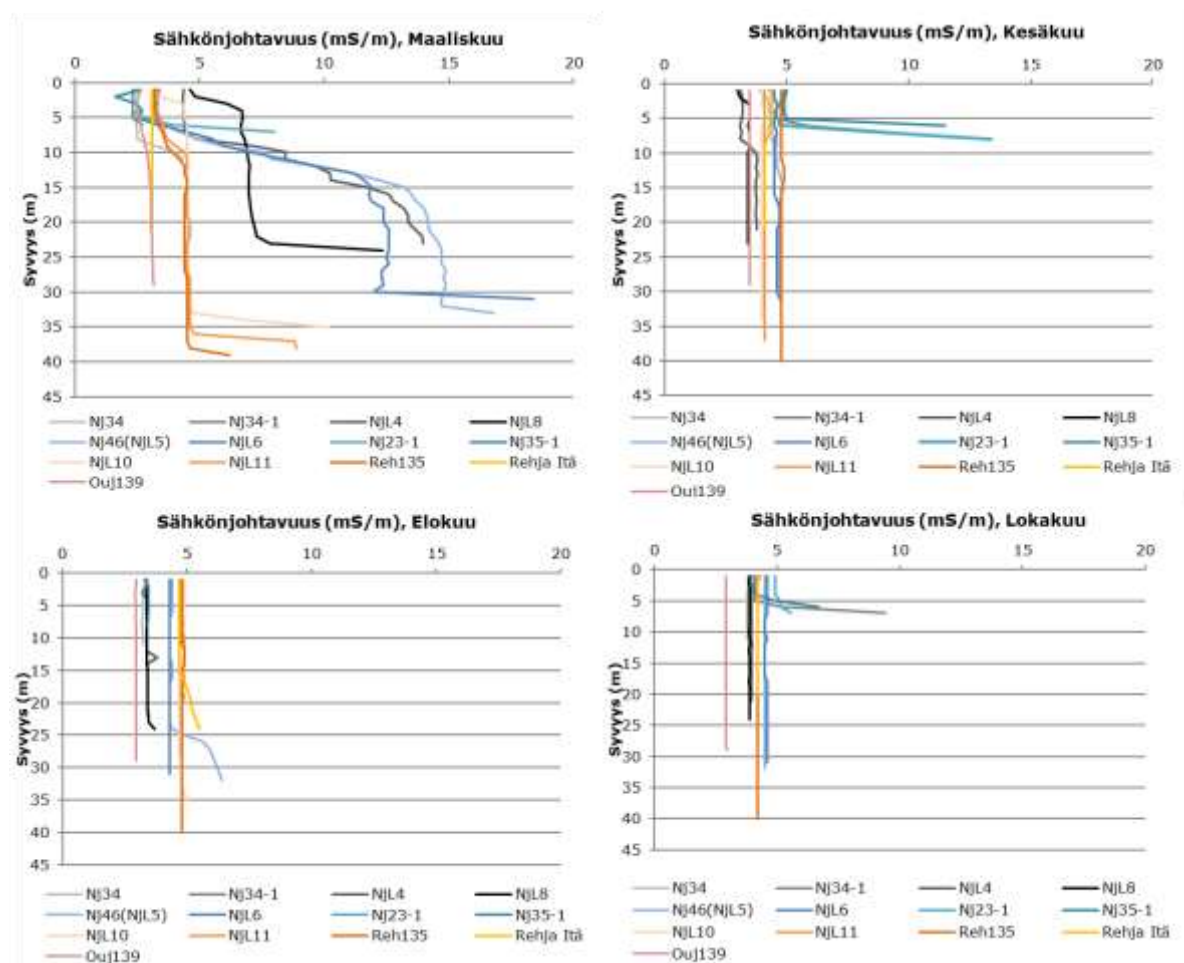 Sähkönjohtavuus (mS/m), Maaliskuu
0 5 10 15 20
Syvyys (m)
0
5
10
15
20
25
30
35
40
45
Nj34 Nj34-1 NjL4 NjL8
Nj46(NjL5) NjL6 Nj23-1 Nj35-1
NjL10 NjL11 Reh135 Rehja Itä
Ouj139
Sähkönjohtavuus (mS/m), Kesäkuu
0 5 10 15 20
Syvyys (m)
0
5
10
15
20
25
30
35
40
45
Nj34 Nj34-1 NjL4 NjL8
Nj46(NjL5) NjL6 Nj23-1 Nj35-1
NjL10 NjL11 Reh135 Rehja Itä
Ouj139
Sähkönjohtavuus (mS/m), Elokuu
0 5 10 15 20
Syvyys (m)
0
5
10
15
20
25
30
35
40
45
Nj34 Nj34-1 NjL4 NjL8
Nj46(NjL5) NjL6 Nj23-1 Nj35-1
NjL10 NjL11 Reh135 Rehja Itä
Ouj139
Sähkönjohtavuus (mS/m), Lokakuu
0 5 10 15 20
Syvyys (m)
0
5
10
15
20
25
30
35
40
45
Nj34 Nj34-1 NjL4 NjL8
Nj46(NjL5) NjL6 Nj23-1 Nj35-1
NjL10 NjL11 Reh135 Rehja Itä
Ouj139